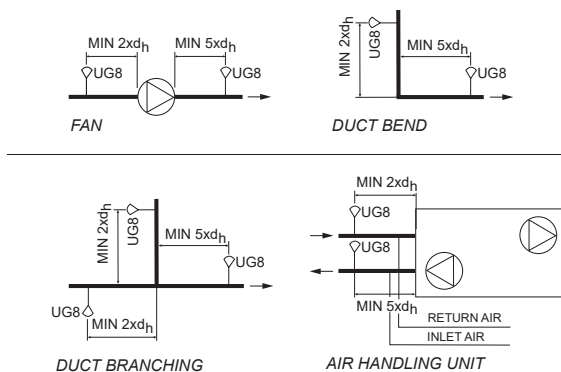 MIN 2xdh
MIN 5xdh
UG8
UG8
FAN
MIN 2xdh
UG8
MIN 5xdh
UG8
DUCT BEND
MIN 2xdh
UG8
MIN 5xdh
UG8
UG8
MIN 2xdh
DUCT BRANCHING
MIN 2xdh
UG8
UG8
MIN 5xdh
RETURN AIR
INLET AIR
AIR HANDLING UNIT